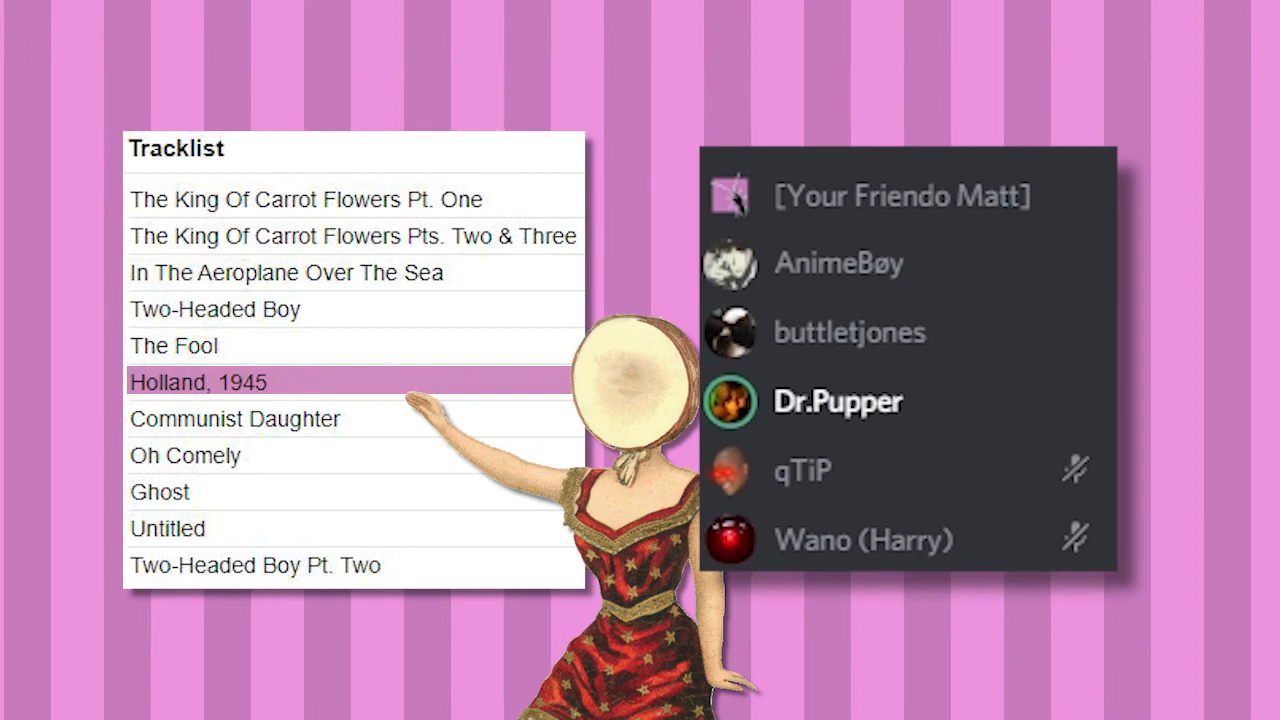 Tracklist
The King Of Carrot Flowers Pt. One
The King Of Carrot Flowers Pts. Two & Three
In The Aeroplane Over The Sea
Two-Headed Boy
The Fool
Holland, 1945
Communist Daughter
Oh Comely
Ghost
Untitled
Two-Headed Boy Pt. Two
[Your Friendo Matt]
AnimeBøy
buttletjones
Dr.Pupper
qTiP
Wano (Harry)